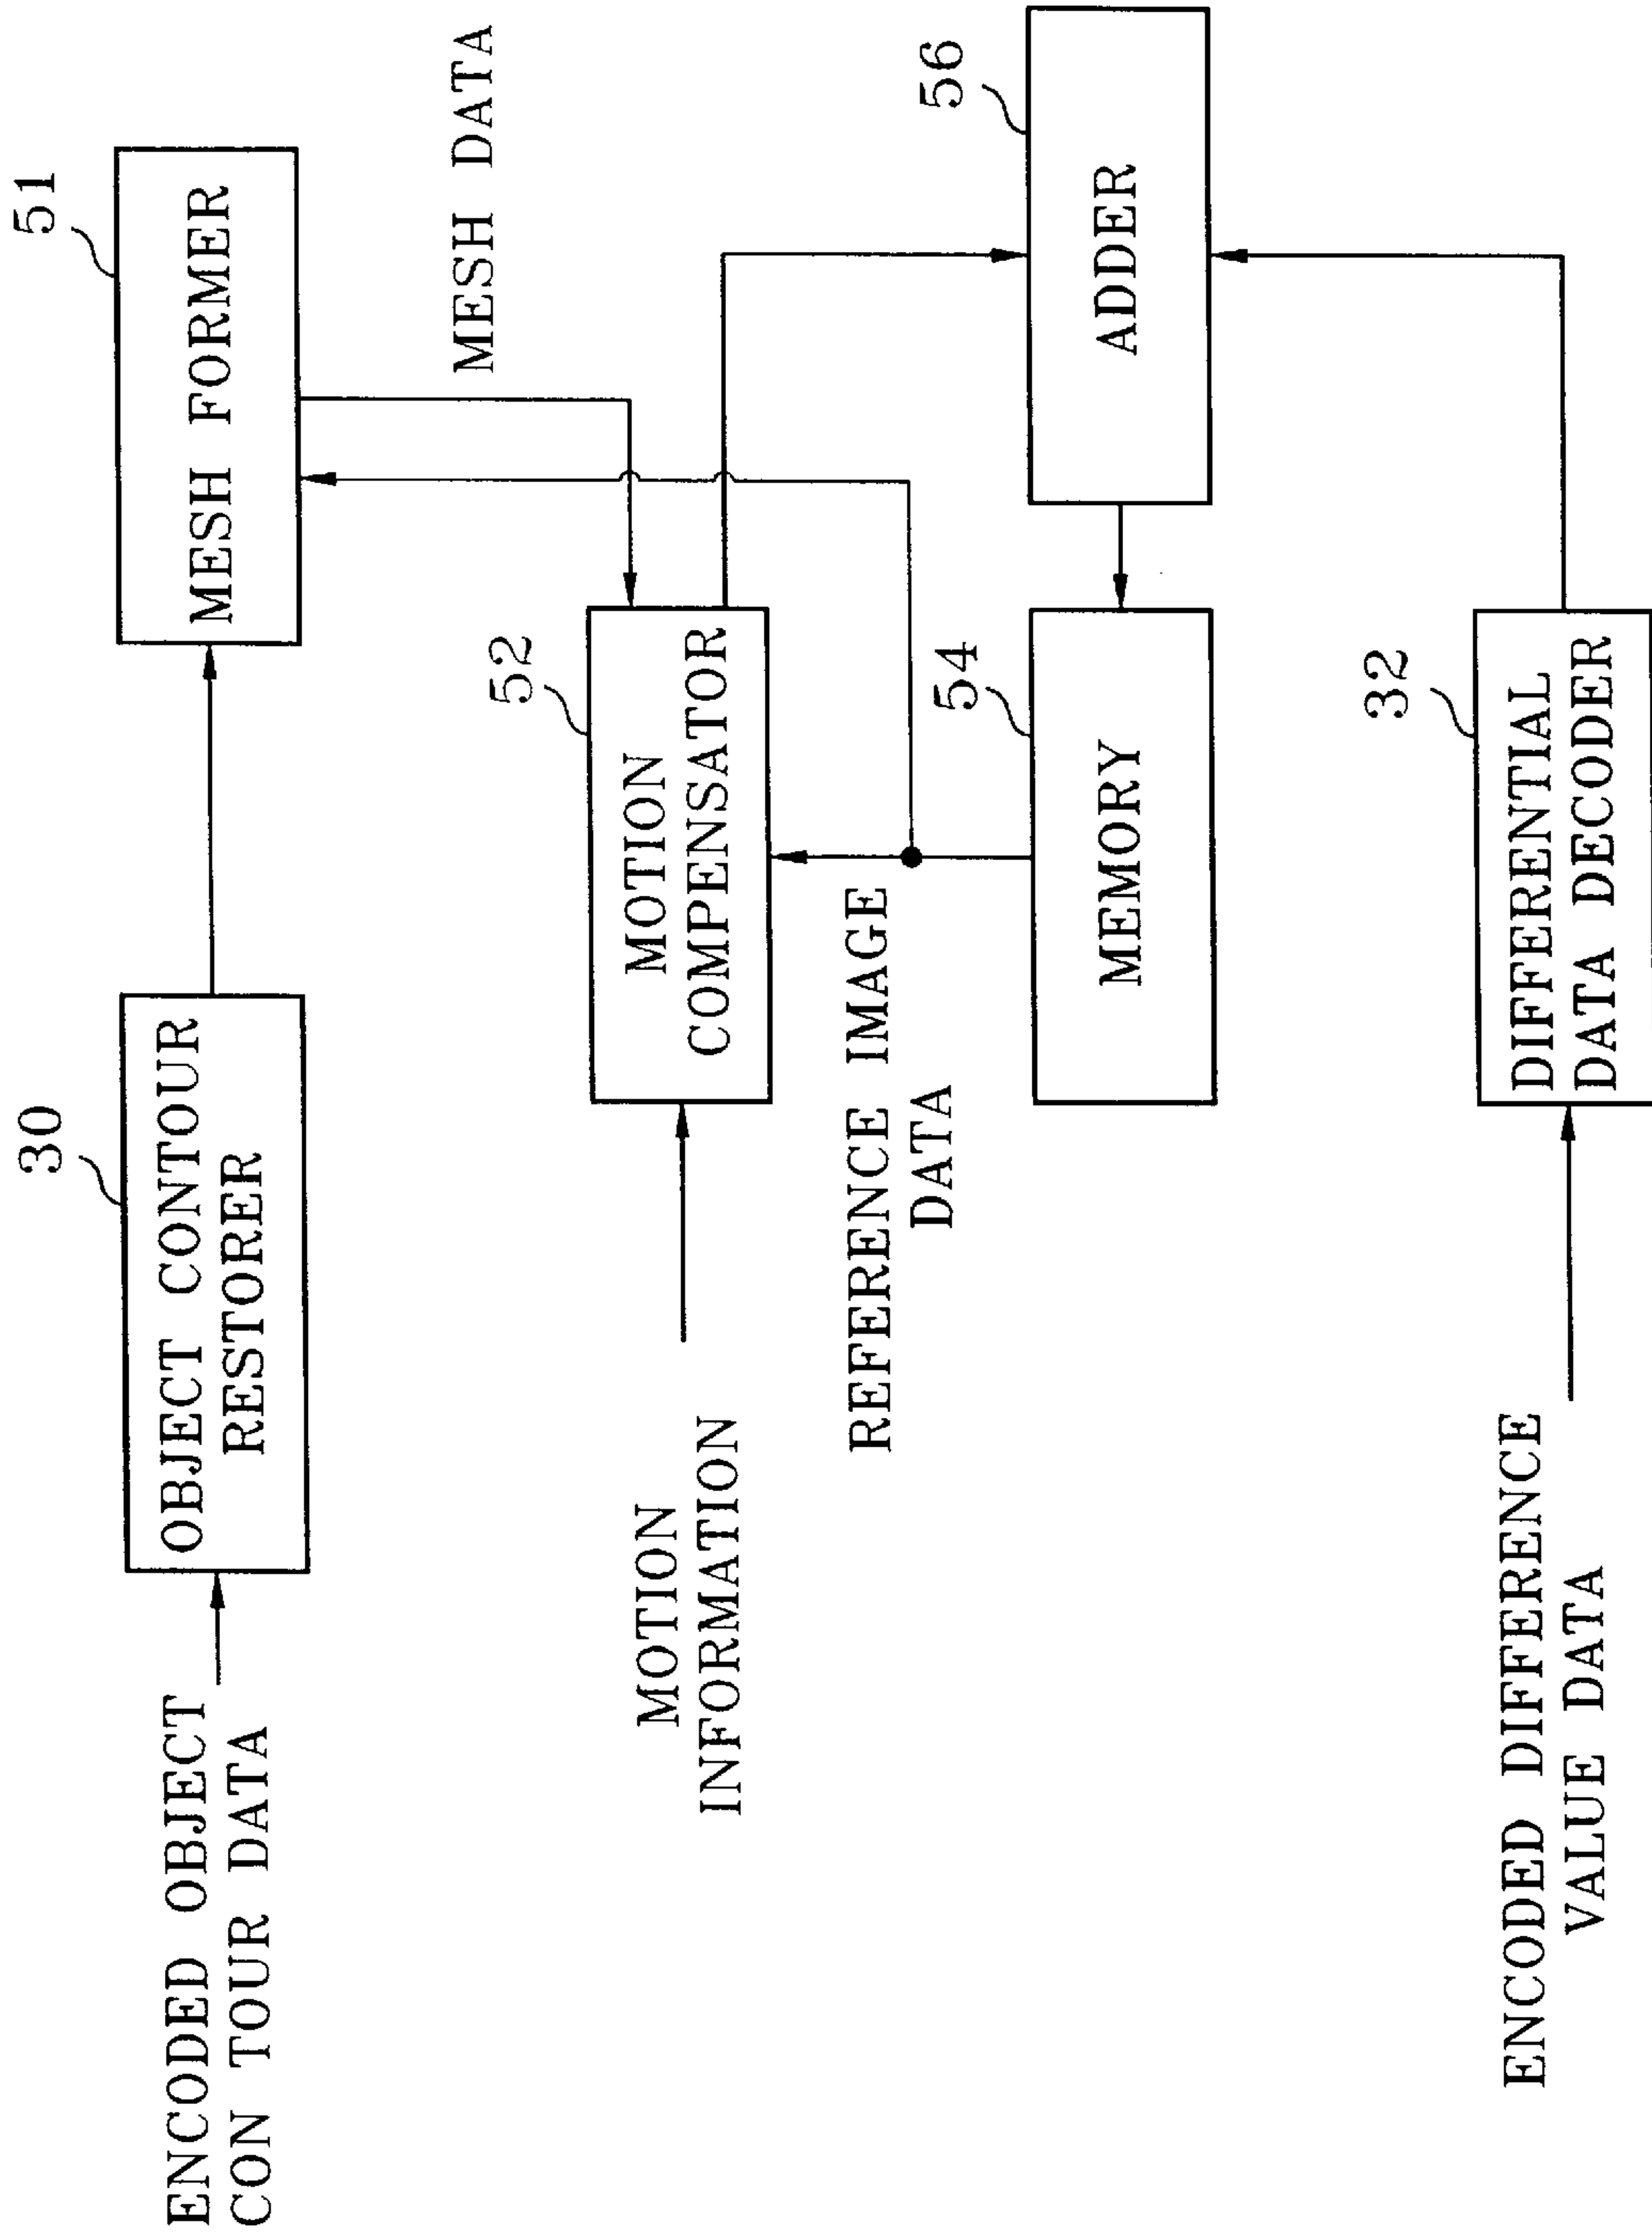 30
51
ENCODED OBJECT
CON TOUR DATA
OBJECT CONTOUR
RESTORER
MESH FORMER
MESH DATA
52
MOTION
INFORMATION
MOTION
COMPENSATOR
REFERENCE IMAGE
DATA
54
56
MEMORY
ADDER
32
ENCODED DIFFERENCE
VALUE DATA
DIFFERENTIAL
DATA DECODER